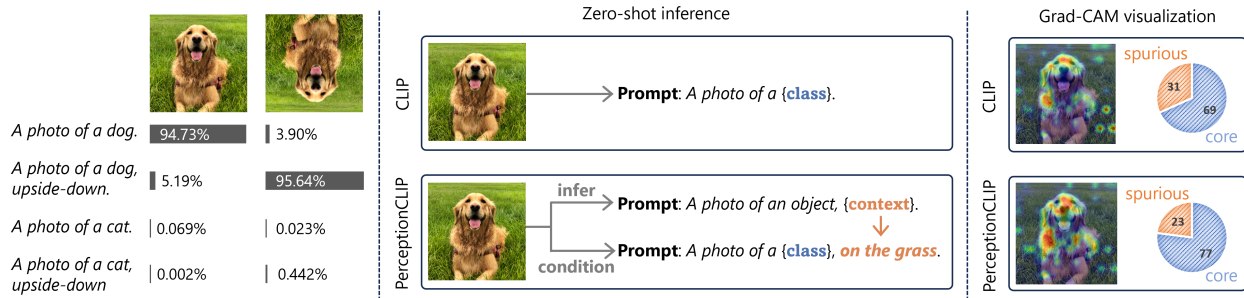 A photo of a dog.
94.73%
3.90%
A photo of a dog,
upside-down.
5.19%
95.64%
A photo of a cat.
0.069%
0.023%
A photo of a cat,
upside-down
0.002%
0.442%
Zero-shot inference
CLIP
Prompt: A photo of a {class}.
PerceptionCLIP
infer
Prompt: A photo of an object, {context}.
condition
Prompt: A photo of a {class}, on the grass.
Grad-CAM visualization
CLIP
spurious
31
69
core
PerceptionCLIP
spurious
23
77
core